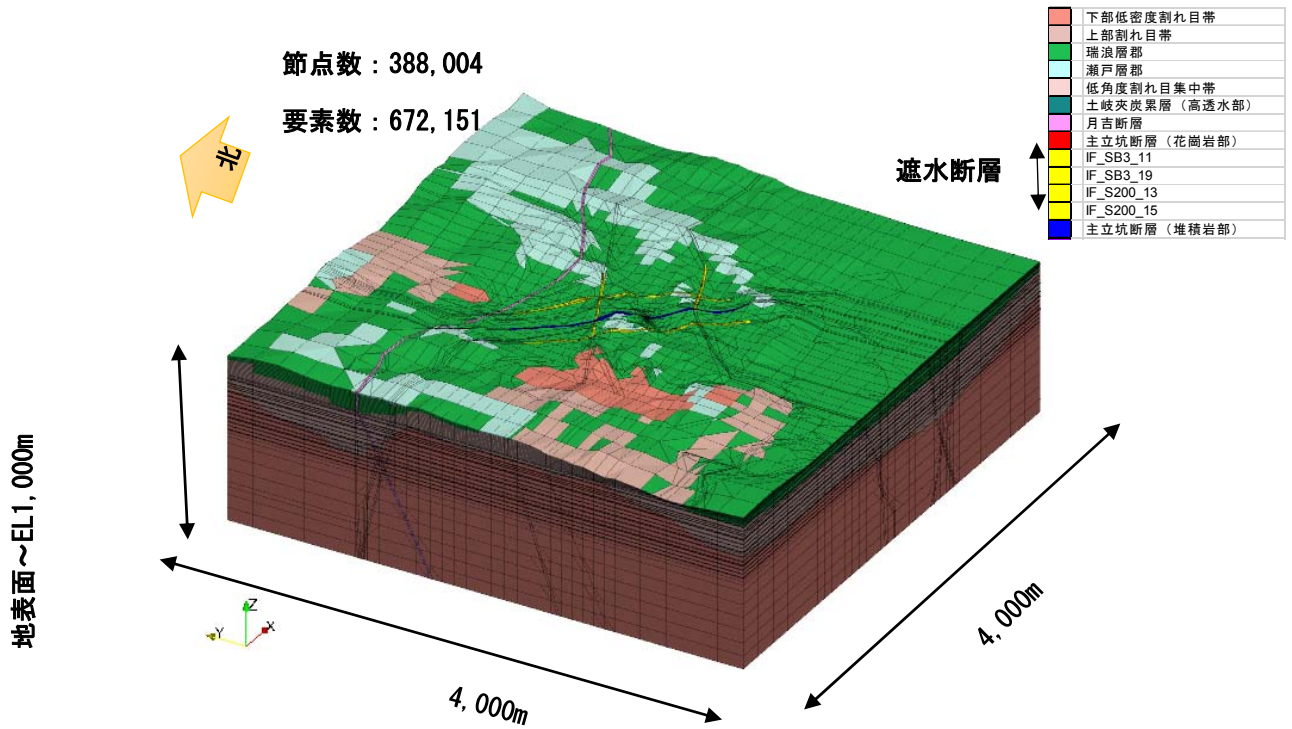 節点数：388,004
要素数：672,151
北
遮水断層
下部低密度割れ目帯
上部割れ目帯
瑞浪層郡
瀬戸層郡
低角度割れ目集中帯
土岐夾炭累層（高透水部）
月吉断層
主立坑断層（花崗岩部）
IF_SB3_11
IF_SB3_19
IF_S200_13
IF_S200_15
主立坑断層（堆積岩部）
地表面～EL1,000m
Z
Y
X
4,000m
4,000m